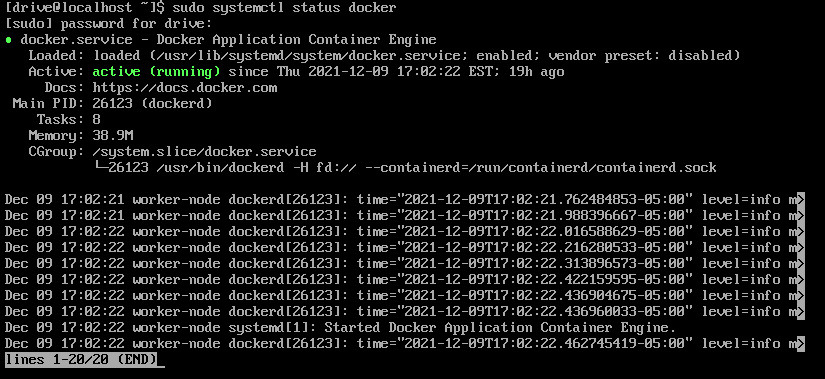 [drive@localhost ~]$ sudo systemctl status docker
[sudo] password for drive:
● docker.service - Docker Application Container Engine
   Loaded: loaded (/usr/lib/systemd/system/docker.service; enabled; vendor preset: disabled)
   Active: active (running) since Thu 2021-12-09 17:02:22 EST; 19h ago
     Docs: https://docs.docker.com
 Main PID: 26123 (dockerd)
    Tasks: 8
   Memory: 38.9M
   CGroup: /system.slice/docker.service
           └─26123 /usr/bin/dockerd -H fd:// --containerd=/run/containerd/containerd.sock

Dec 09 17:02:21 worker-node dockerd[26123]: time="2021-12-09T17:02:21.762484853-05:00" level=info m>
Dec 09 17:02:21 worker-node dockerd[26123]: time="2021-12-09T17:02:21.988396667-05:00" level=info m>
Dec 09 17:02:22 worker-node dockerd[26123]: time="2021-12-09T17:02:22.016588629-05:00" level=info m>
Dec 09 17:02:22 worker-node dockerd[26123]: time="2021-12-09T17:02:22.216280533-05:00" level=info m>
Dec 09 17:02:22 worker-node dockerd[26123]: time="2021-12-09T17:02:22.313896573-05:00" level=info m>
Dec 09 17:02:22 worker-node dockerd[26123]: time="2021-12-09T17:02:22.422159595-05:00" level=info m>
Dec 09 17:02:22 worker-node dockerd[26123]: time="2021-12-09T17:02:22.436904675-05:00" level=info m>
Dec 09 17:02:22 worker-node dockerd[26123]: time="2021-12-09T17:02:22.436960033-05:00" level=info m>
Dec 09 17:02:22 worker-node systemd[1]: Started Docker Application Container Engine.
Dec 09 17:02:22 worker-node dockerd[26123]: time="2021-12-09T17:02:22.462745419-05:00" level=info m>
lines 1-20/20 (END)